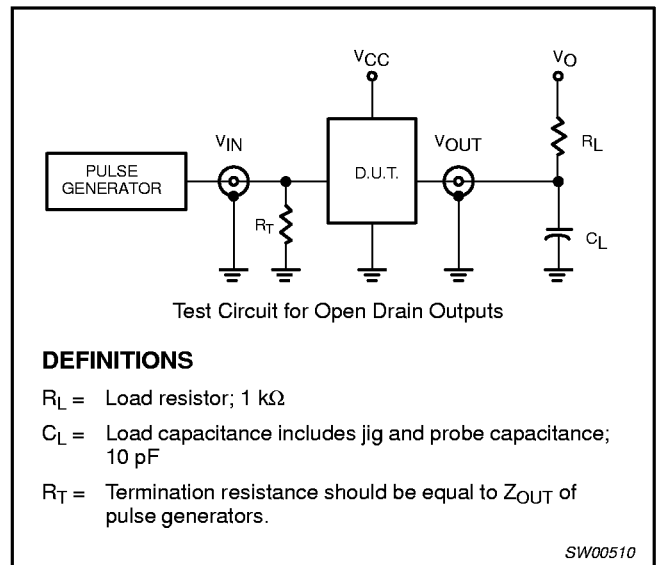 VCC
VO
VIN
VOUT
RL
PULSE
GENERATOR
D.U.T.
RT
CL
Test Circuit for Open Drain Outputs
DEFINITIONS
RL = Load resistor; 1 kΩ
CL = Load capacitance includes jig and probe capacitance;
10 pF
RT = Termination resistance should be equal to ZOUT of
pulse generators.
SW00510